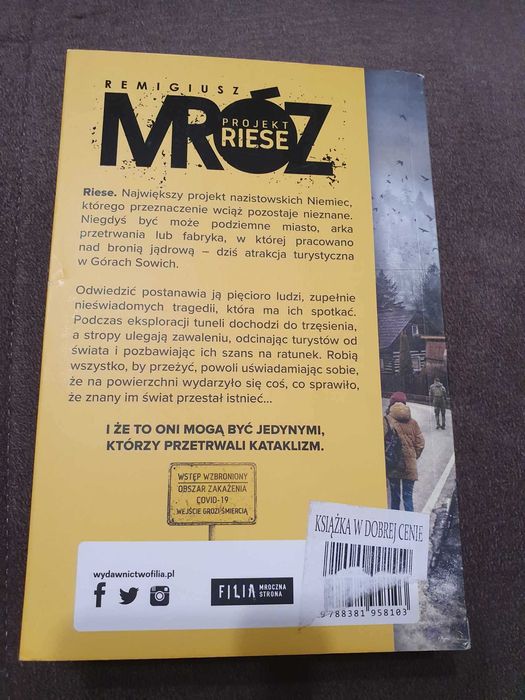 REMIGIUSZ
MRÓZ
PROJEKT
RIESE
Riese. Największy projekt nazistowskich Niemiec,
którego przeznaczenie wciąż pozostaje nieznane.
Niegdyś być może podziemne miasto, arka
przetrwania lub fabryka, w której pracowano
nad bronią jądrową – dziś atrakcja turystyczna
w Górach Sowich.
Odwiedzić postanawia ją pięcioro ludzi, zupełnie
nieświadomych tragedii, która ma ich spotkać.
Podczas eksploracji tuneli dochodzi do trzęsienia,
a stropy ulegają zawaleniu, odcinając turystów od
świata i pozbawiając ich szans na ratunek. Robią
wszystko, by przeżyć, powoli uświadamiając sobie,
że na powierzchni wydarzyło się coś, co sprawiło,
że znany im świat przestał istnieć...
I ŻE TO ONI MOGĄ BYĆ JEDYNYMI,
KTÓRZY PRZETRWALI KATAKLIZM.
WSTĘP WZBRONIONY
OBSZAR ZAKAŻENIA
COVID-19
WEJŚCIE GROZI ŚMIERCIĄ
KSIĄŻKA W DOBREJ CENIE
wydawnictwofilia.pl
FILIA MROCZNA
STRONA
9 788381 958103